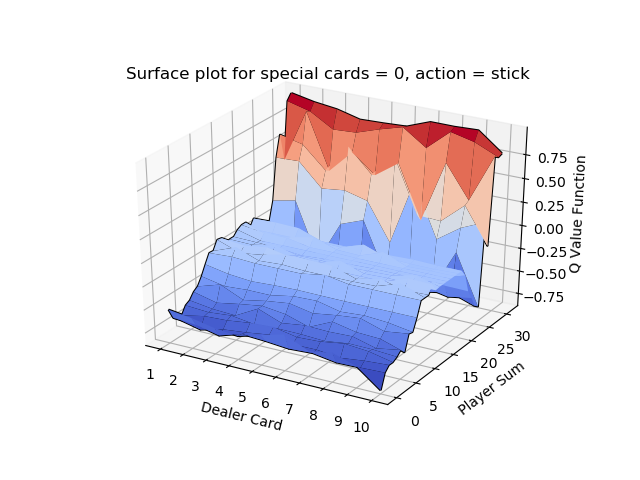 Surface plot for special cards = 0, action = stick
0.75
0.50
0.25
0.00
−0.25
−0.50
−0.75
Q Value Function
30
25
20
15
10
5
0
Player Sum
1 2 3 4 5 6 7 8 9 10
Dealer Card